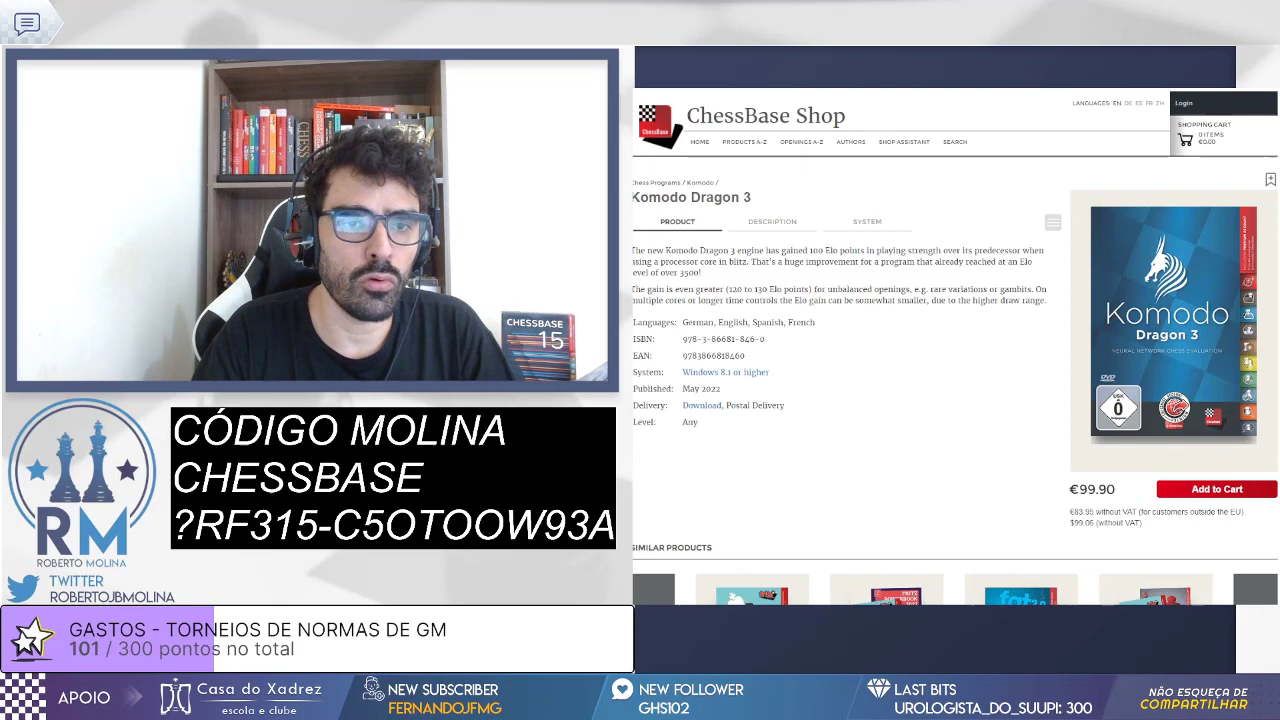 CHESSBASE
15
CÓDIGO MOLINA
CHESSBASE
?RF315-C5OTOOW93A
RM
ROBERTO MOLINA
TWITTER
ROBERTOJBMOLINA
GASTOS - TORNEIOS DE NORMAS DE GM
101 / 300 pontos no total
ChessBase
ChessBase Shop
LANGUAGES: EN DE ES FR ZH
Login
SHOPPING CART
0 ITEMS
€0.00
HOME PRODUCTS A-Z OPENINGS A-Z AUTHORS SHOP ASSISTANT SEARCH
Chess Programs / Komodo /
Komodo Dragon 3
PRODUCT DESCRIPTION SYSTEM
The new Komodo Dragon 3 engine has gained 100 Elo points in playing strength over its predecessor when
using a processor core in blitz. That's a huge improvement for a program that already reached at an Elo
level of over 3500!
The gain is even greater (120 to 130 Elo points) for unbalanced openings, e.g. rare variations or gambits. On
multiple cores or longer time controls the Elo gain can be somewhat smaller, due to the higher draw range.
Languages: German, English, Spanish, French
ISBN: 978-3-86681-846-0
EAN: 9783866818460
System: Windows 8.1 or higher
Published: May 2022
Delivery: Download, Postal Delivery
Level: Any
Komodo
Dragon 3
NEURAL NETWORK CHESS EVALUATION
DVD
USK
0
€99.90
Add to Cart
€83.95 without VAT (for customers outside the EU)
$99.06 (without VAT)
SIMILAR PRODUCTS
APOIO
Casa do Xadrez
escola e clube
NEW SUBSCRIBER
FERNANDOJFMG
NEW FOLLOWER
GHS102
LAST BITS
UROLOGISTA_DO_SUUPI: 300
NÃO ESQUEÇA DE
COMPARTILHAR